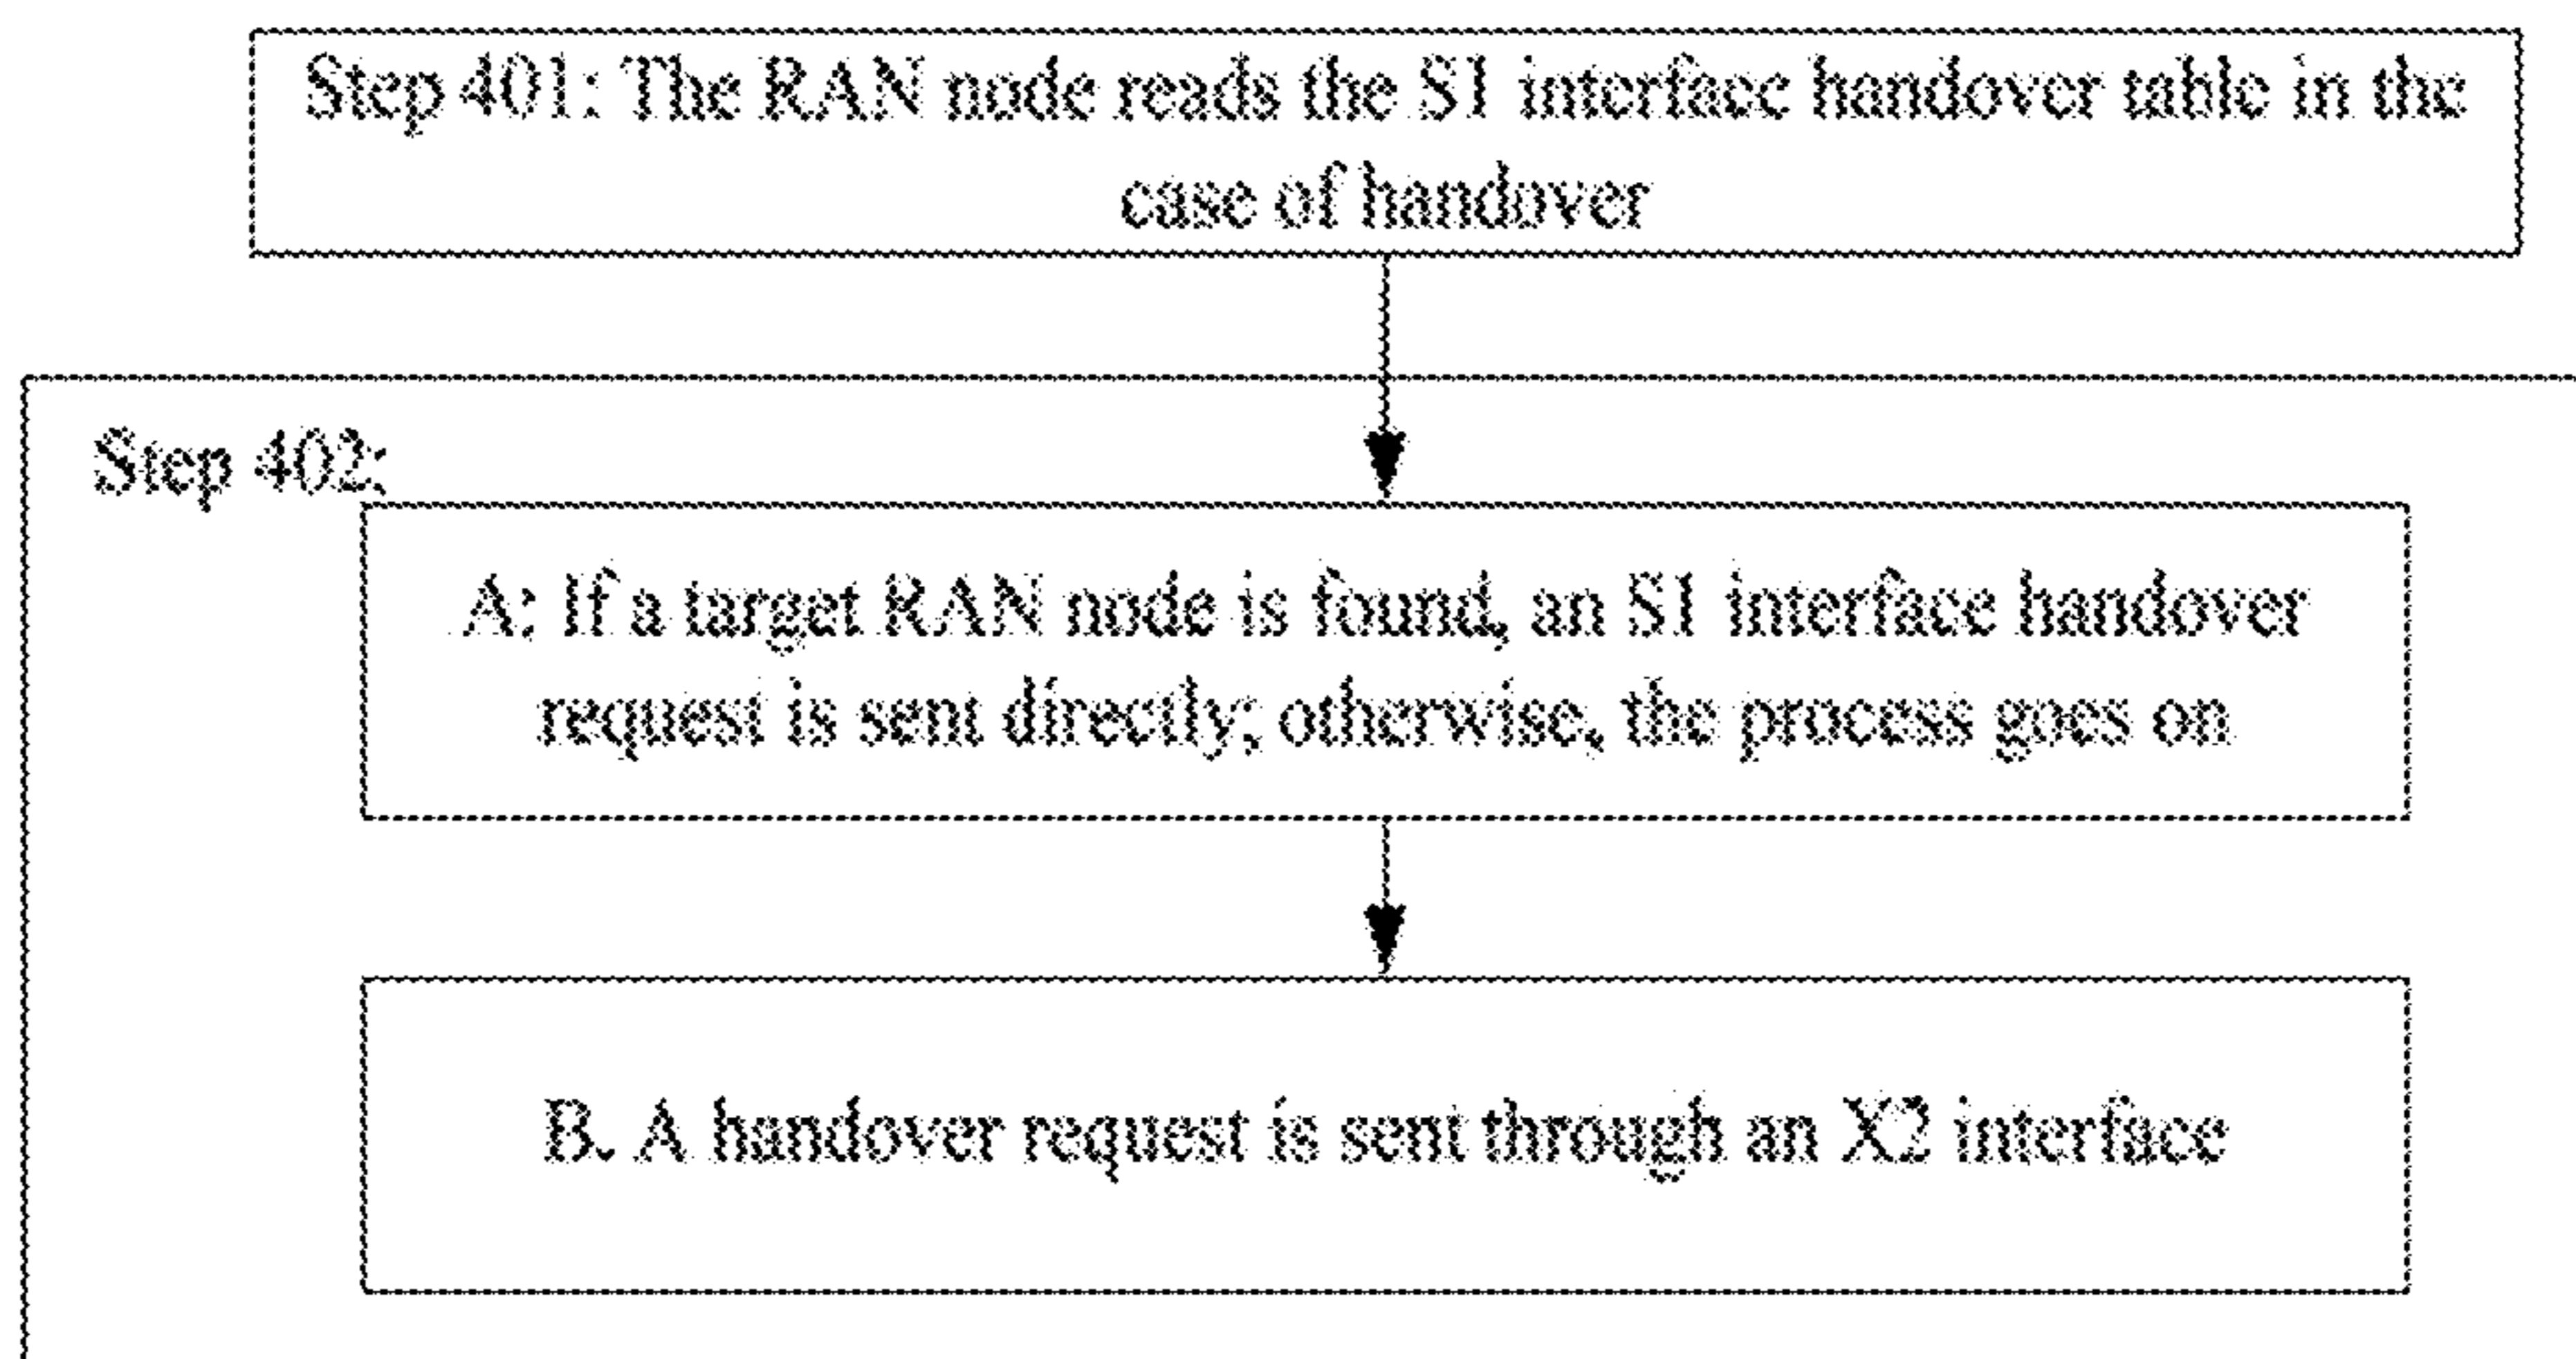 Step 401: The RAN node reads the S1 interface handover table in the
case of handover
Step 402:
A: If a target RAN node is found, an S1 interface handover
request is sent directly; otherwise, the process goes on
B. A handover request is sent through an X2 interface